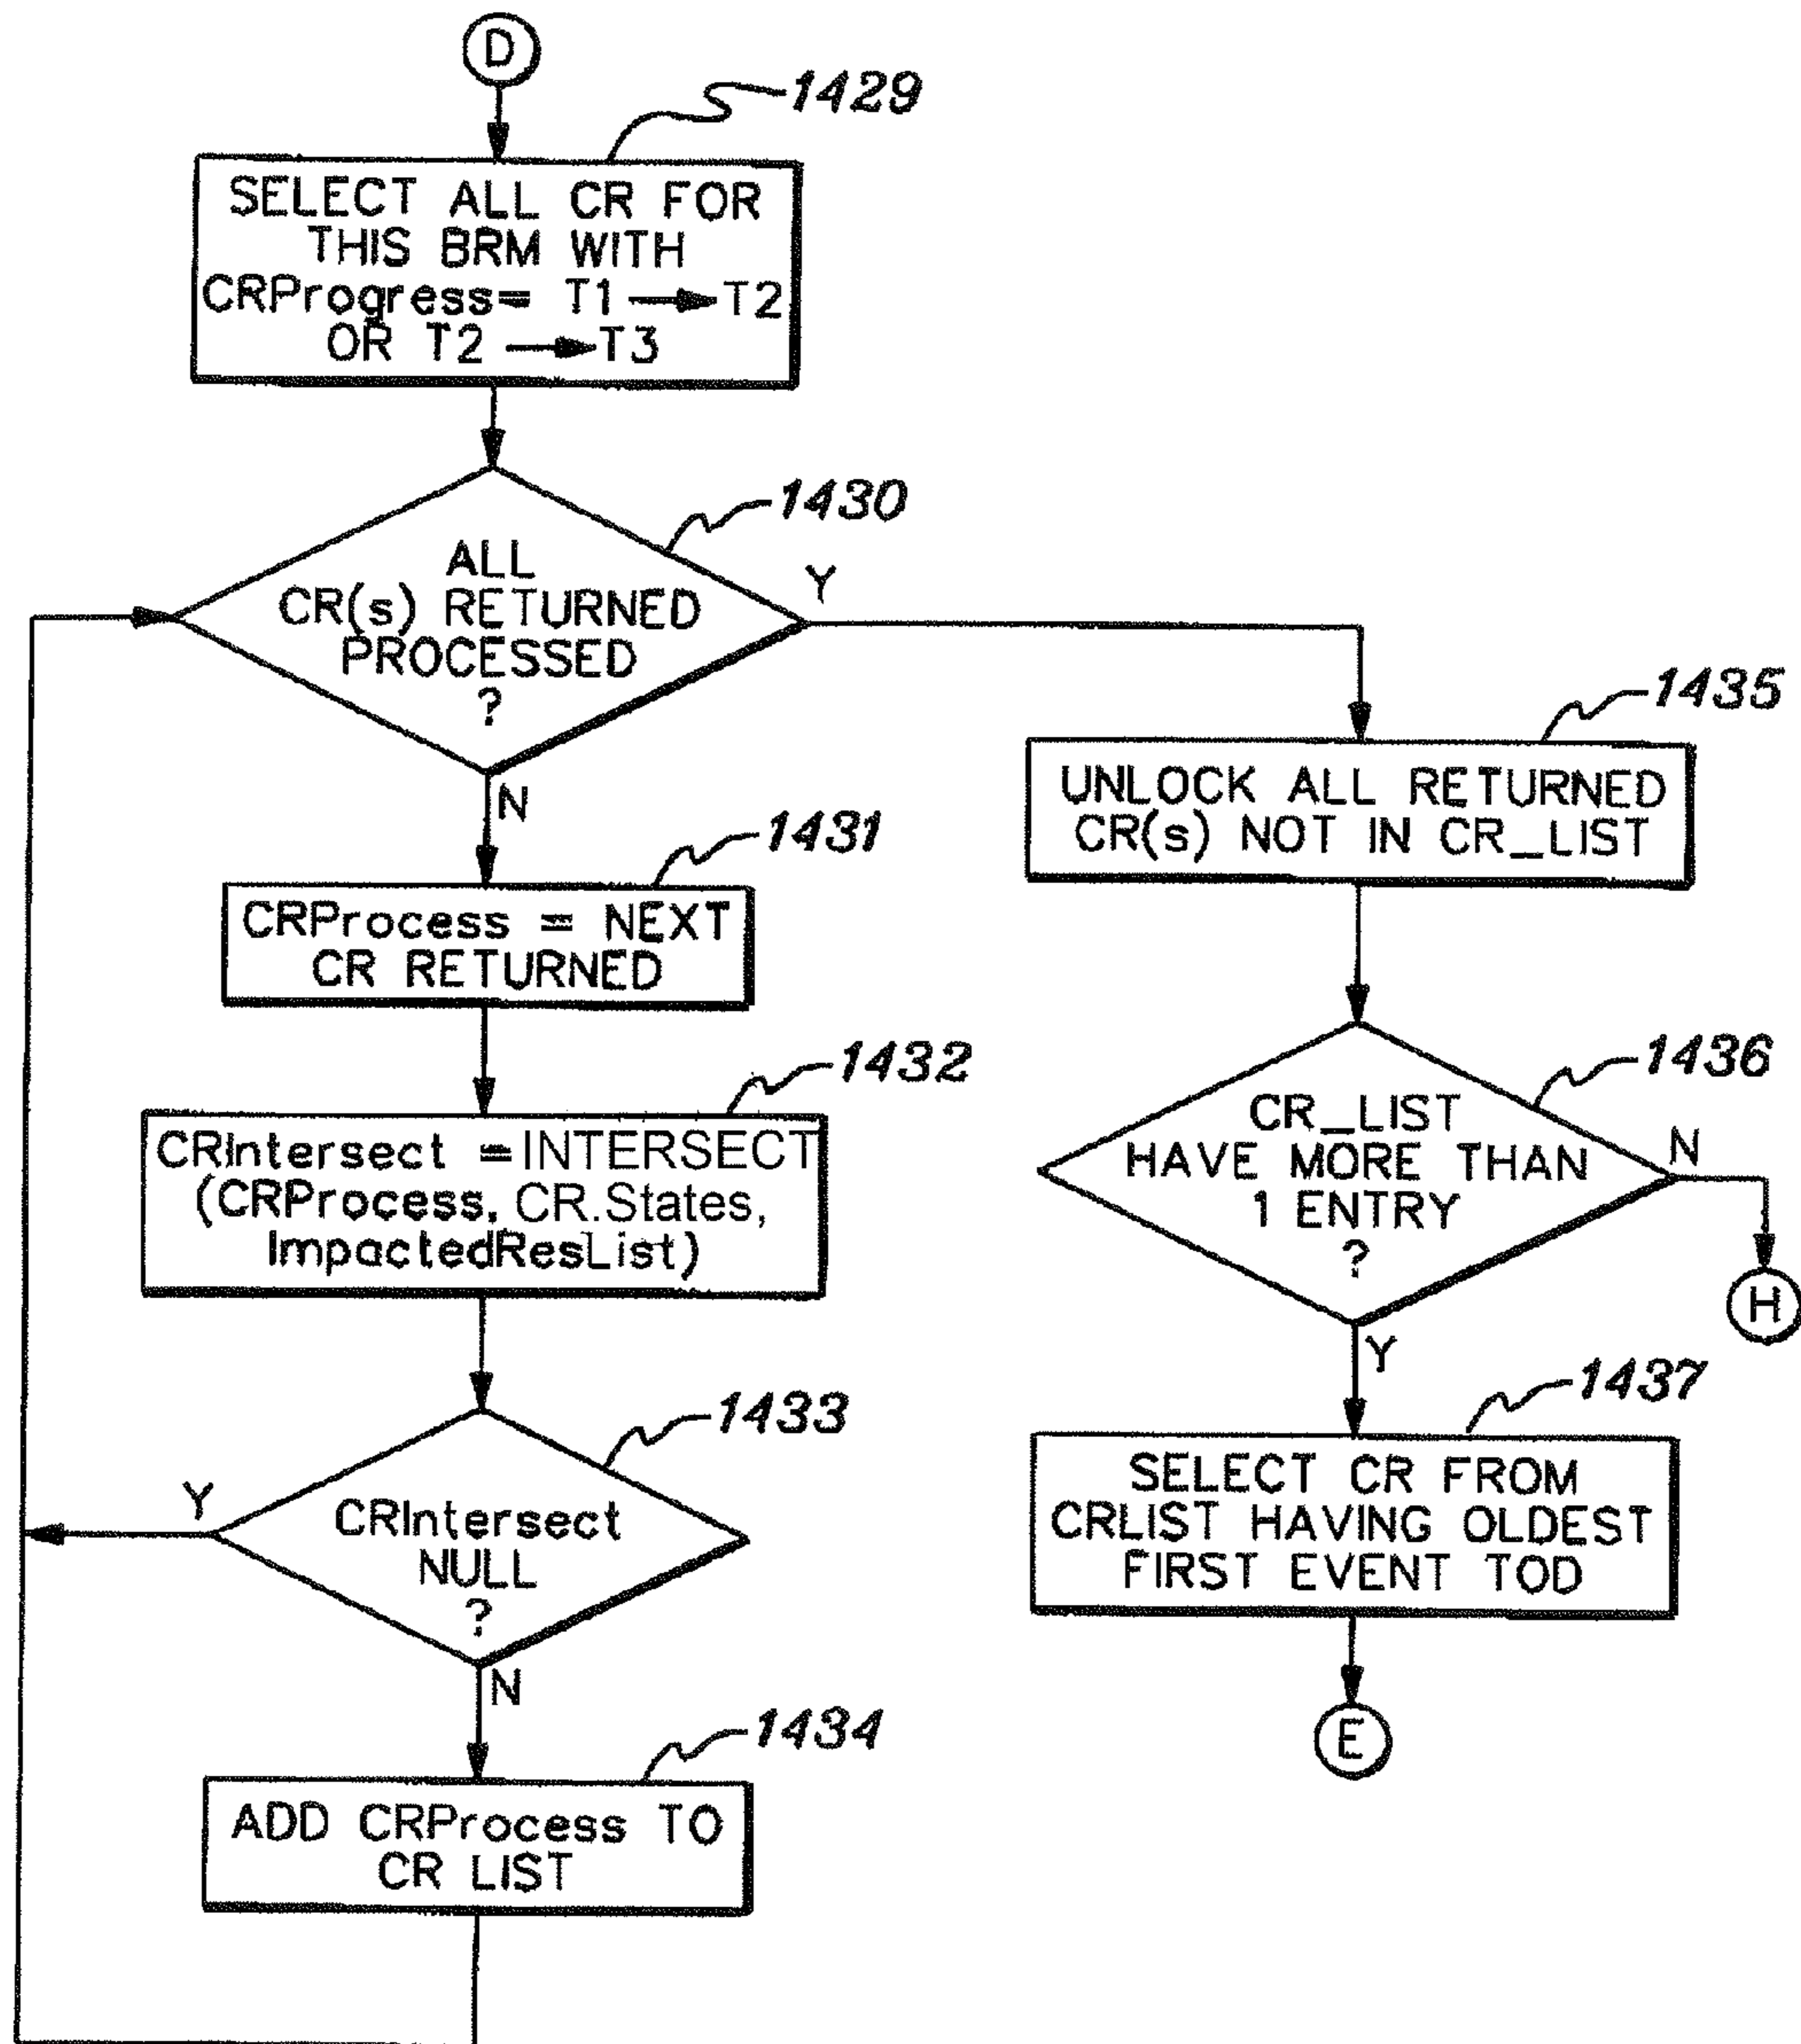 D
1429
SELECT ALL CR FOR
THIS BRM WITH
CRProgress= T1 → T2
OR T2 → T3
1430
ALL
CR(s) RETURNED
PROCESSED
?
Y
N
1431
CRProcess = NEXT
CR RETURNED
1432
CRIntersect =INTERSECT
(CRProcess, CR.States,
ImpactedResList)
1433
Y
CRIntersect
NULL
?
N
1434
ADD CRProcess TO
CR LIST
1435
UNLOCK ALL RETURNED
CR(s) NOT IN CR_LIST
1436
CR_LIST
HAVE MORE THAN
1 ENTRY
?
N
H
Y
1437
SELECT CR FROM
CRLIST HAVING OLDEST
FIRST EVENT TOD
E